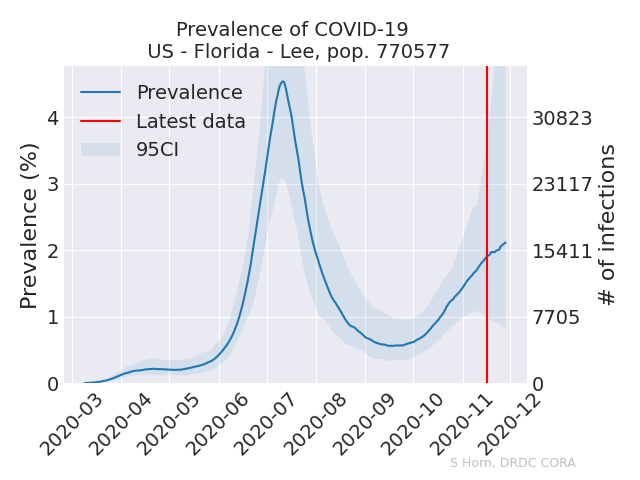 Prevalence of COVID-19
US - Florida - Lee, pop. 770577
Prevalence
Latest data
95CI
Prevalence (%)
4
3
2
1
0
30823
23117
15411
7705
0
# of infections
2020-03
2020-04
2020-05
2020-06
2020-07
2020-08
2020-09
2020-10
2020-11
2020-12
S Horn, DRDC CORA